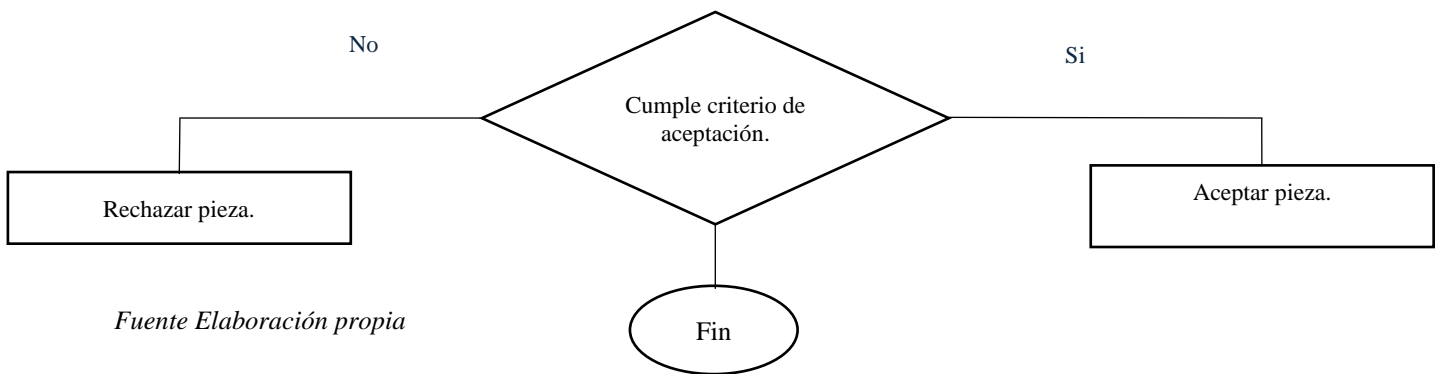 No
Si
Cumple criterio de
aceptación.
Rechazar pieza.
Aceptar pieza.
Fuente Elaboración propia
Fin